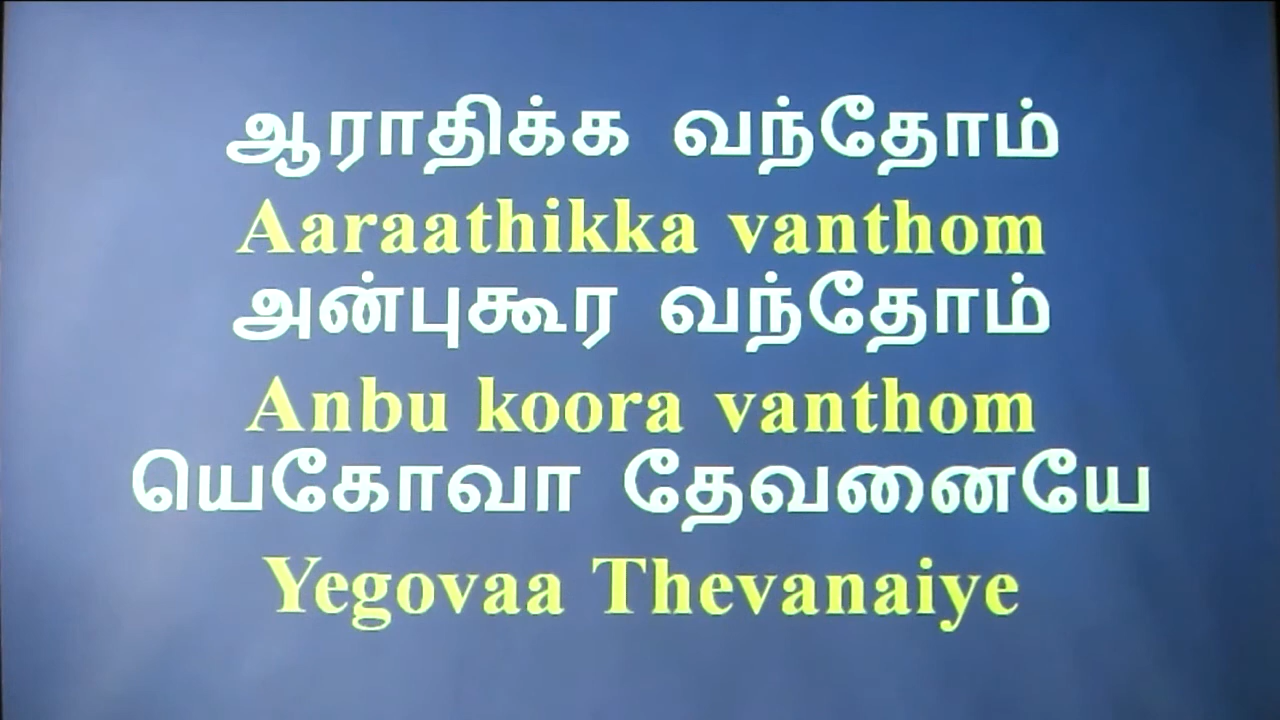 ஆராதிக்க வந்தோம்
Aaraathikka vanthom
அன்புகூர வந்தோம்
Anbu koora vanthom
யெகோவா தேவனையே
Yegovaa Thevanaiye